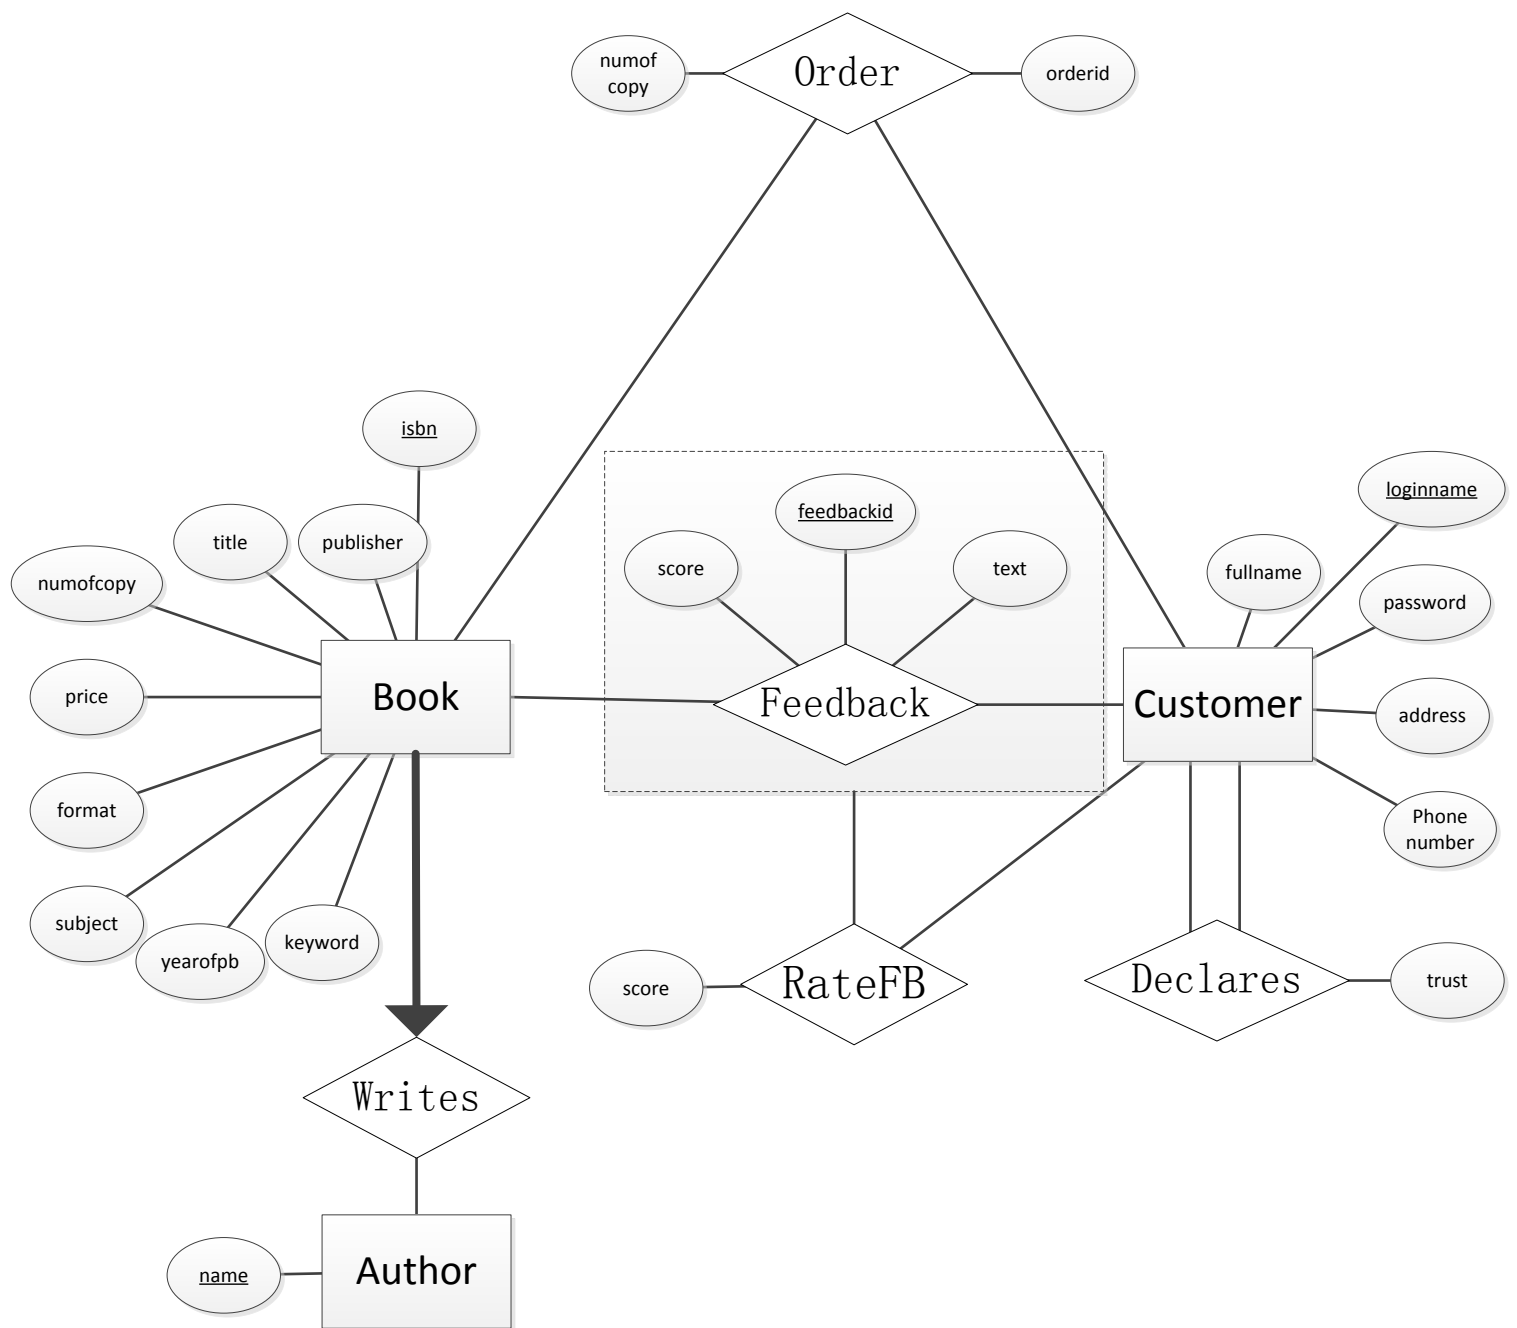 numof
copy
Order
orderid
isbn
title
publisher
numofcopy
price
format
subject
yearofpb
keyword
Book
feedbackid
score
text
Feedback
loginname
fullname
password
address
Phone
number
Customer
score
RateFB
Declares
trust
Writes
name
Author